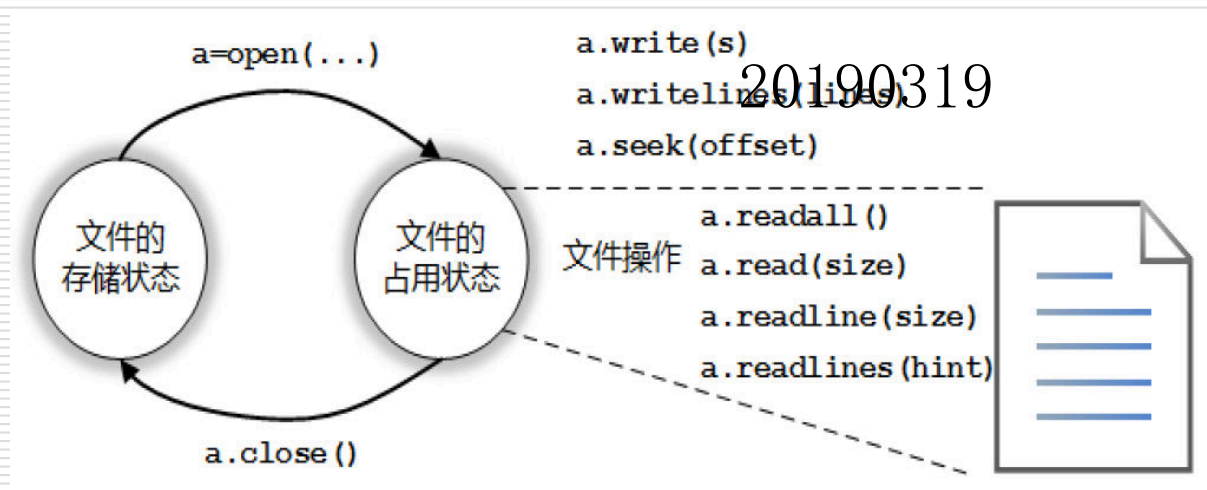 a=open(...)
a.write(s)
a.writelines(lines)
20190319
a.seek(offset)
文件的
存储状态
文件的
占用状态
文件操作
a.readall()
a.read(size)
a.readline(size)
a.readlines(hint)
a.close()